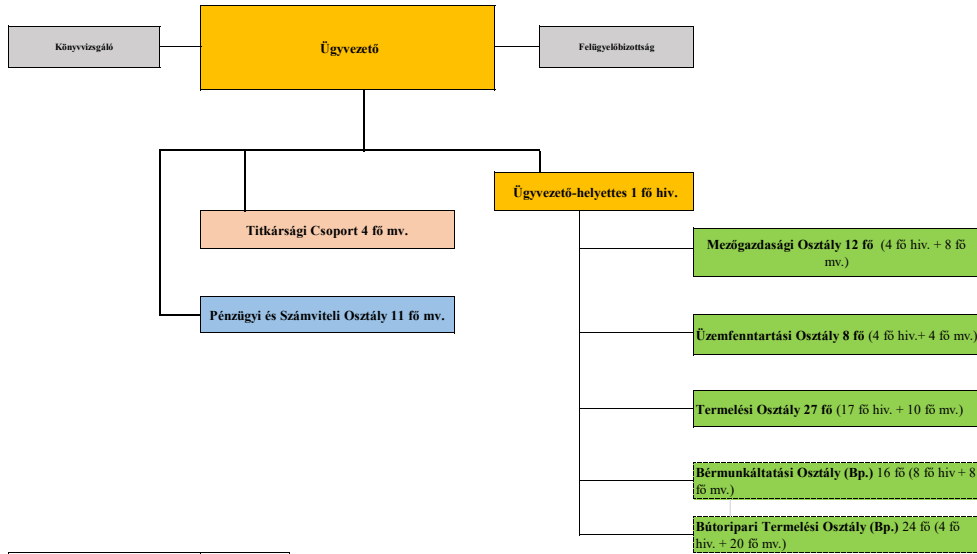 Könyvvizsgáló
Ügyvezető
Felügyelőbizottság
Ügyvezető-helyettes 1 fő hiv.
Titkársági Csoport 4 fő mv.
Mezőgazdasági Osztály 12 fő (4 fő hiv. + 8 fő
mv.)
Pénzügyi és Számviteli Osztály 11 fő mv.
Üzemfenntartási Osztály 8 fő (4 fő hiv.+ 4 fő mv.)
Termelési Osztály 27 fő (17 fő hiv. + 10 fő mv.)
Bérmunkáltatási Osztály (Bp.) 16 fő (8 fő hiv + 8
fő mv.)
Bútoripari Termelési Osztály (Bp.) 24 fő (4 fő
hiv. + 20 fő mv.)